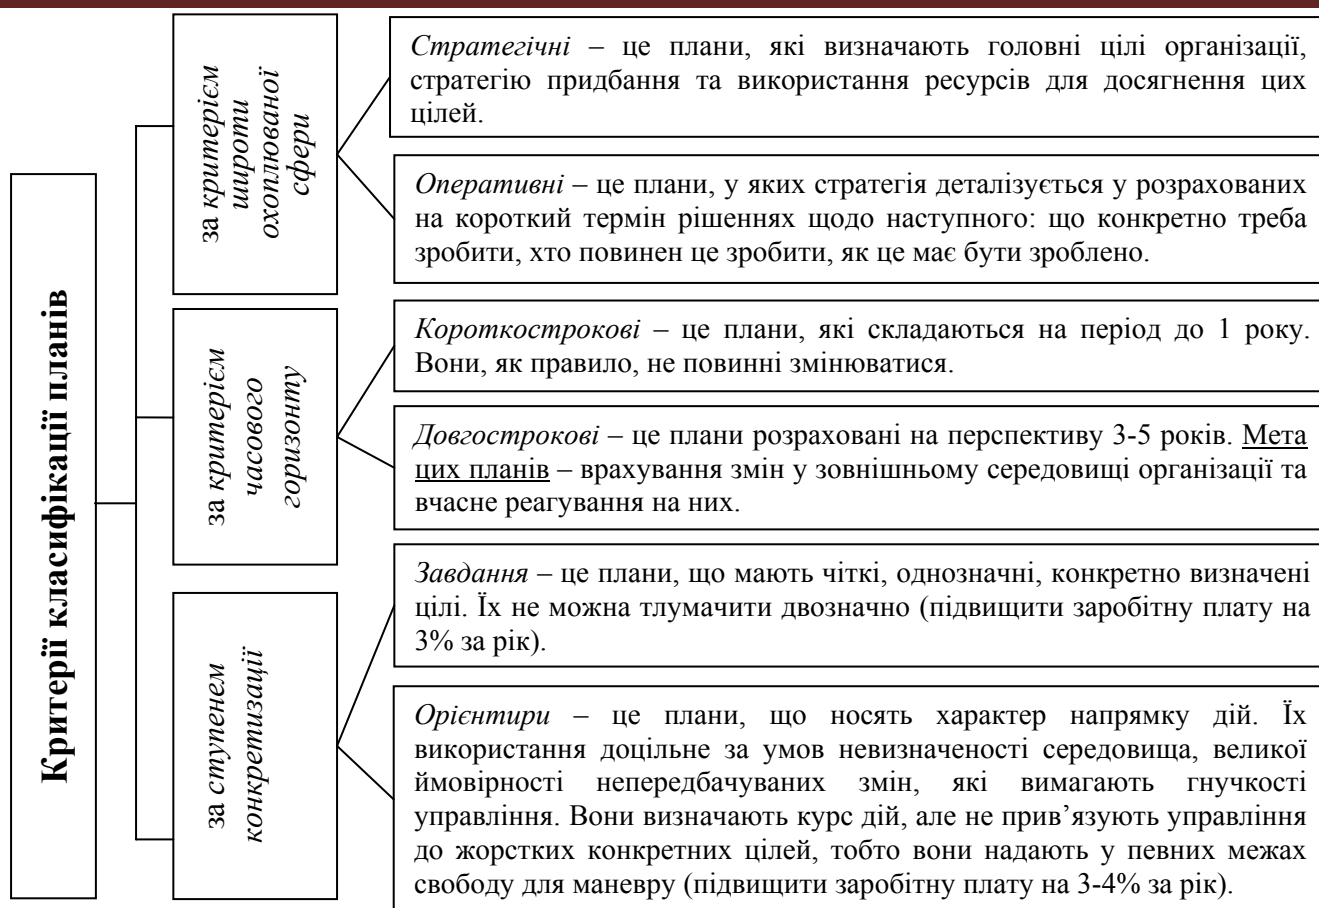 Критерії класифікації планів
за критерієм
широти
охоплюваної
сфери
Стратегічні – це плани, які визначають головні цілі організації,
стратегію придбання та використання ресурсів для досягнення цих
цілей.
Оперативні – це плани, у яких стратегія деталізується у розрахованих
на короткий термін рішеннях щодо наступного: що конкретно треба
зробити, хто повинен це зробити, як це має бути зроблено.
за критерієм
часового
горизонту
Короткострокові – це плани, які складаються на період до 1 року.
Вони, як правило, не повинні змінюватися.
Довгострокові – це плани розраховані на перспективу 3-5 років. Мета
цих планів – врахування змін у зовнішньому середовищі організації та
вчасне реагування на них.
за ступенем
конкретизації
Завдання – це плани, що мають чіткі, однозначні, конкретно визначені
цілі. Їх не можна тлумачити двозначно (підвищити заробітну плату на
3% за рік).
Орієнтири – це плани, що носять характер напрямку дій. Їх
використання доцільне за умов невизначеності середовища, великої
ймовірності непередбачуваних змін, які вимагають гнучкості
управління. Вони визначають курс дій, але не прив’язують управління
до жорстких конкретних цілей, тобто вони надають у певних межах
свободу для маневру (підвищити заробітну плату на 3-4% за рік).